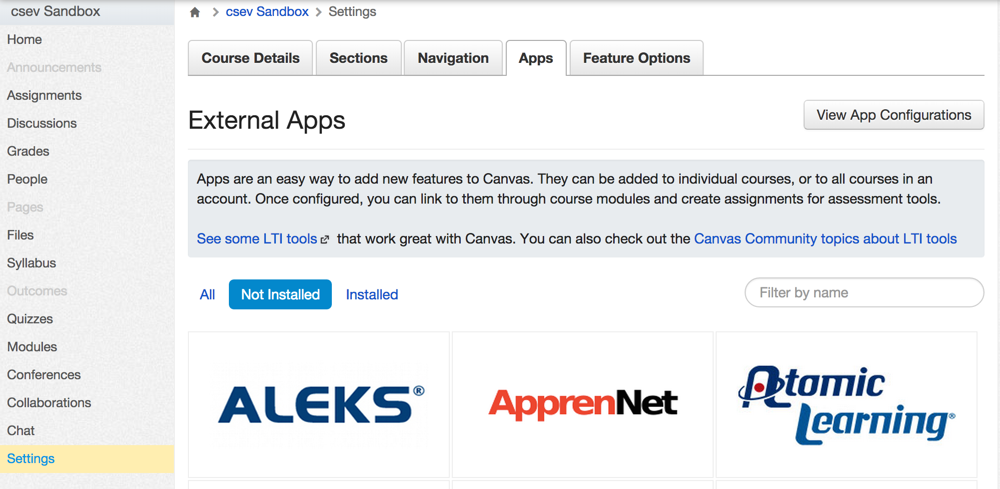 csev Sandbox
Home
Announcements
Assignments
Discussions
Grades
People
Pages
Files
Syllabus
Outcomes
Quizzes
Modules
Conferences
Collaborations
Chat
Settings
csev Sandbox > Settings
Course Details
Sections
Navigation
Apps
Feature Options
External Apps
View App Configurations
Apps are an easy way to add new features to Canvas. They can be added to individual courses, or to all courses in an
account. Once configured, you can link to them through course modules and create assignments for assessment tools.
See some LTI tools that work great with Canvas. You can also check out the Canvas Community topics about LTI tools
All
Not Installed
Installed
Filter by name
ALEKS®
ApprenNet
Atomic
Learning®